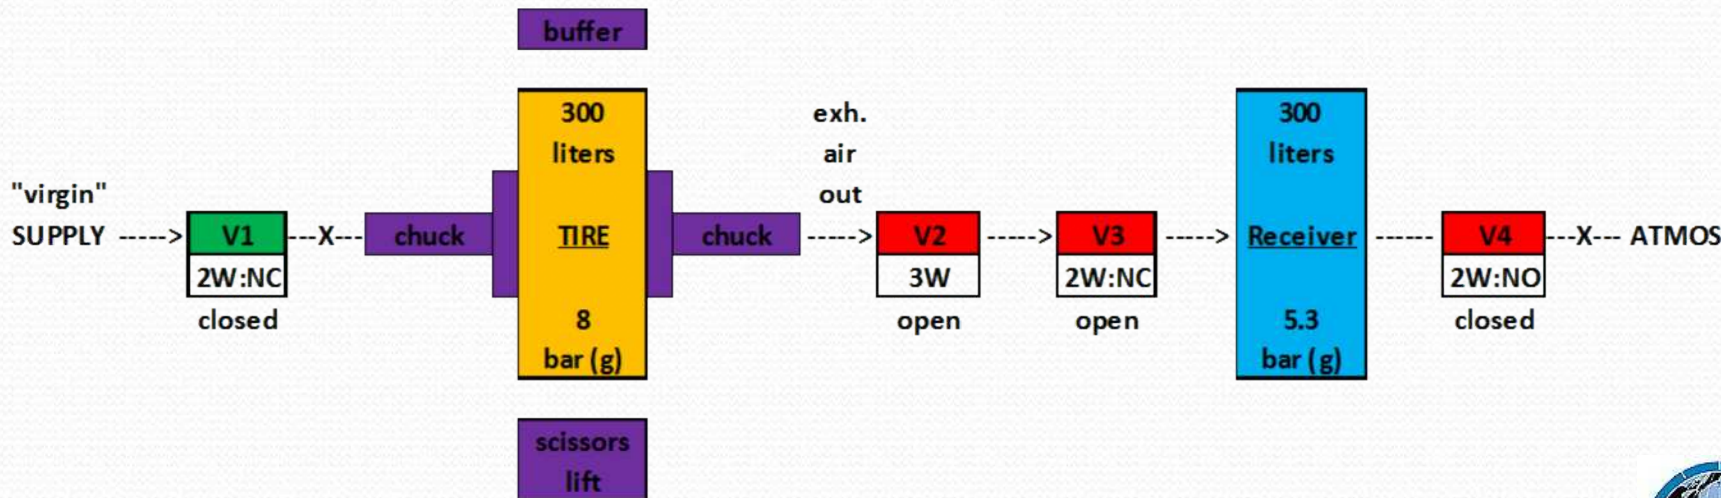 buffer
300
liters
TIRE
8
bar (g)
scissors
lift
"virgin"
SUPPLY ----->
V1
2W:NC
closed
---X---
chuck
chuck
exh.
air
out
----->
V2
3W
open
----->
V3
2W:NC
open
----->
300
liters
Receiver
5.3
bar (g)
------
V4
2W:NO
closed
---X--- ATMOS